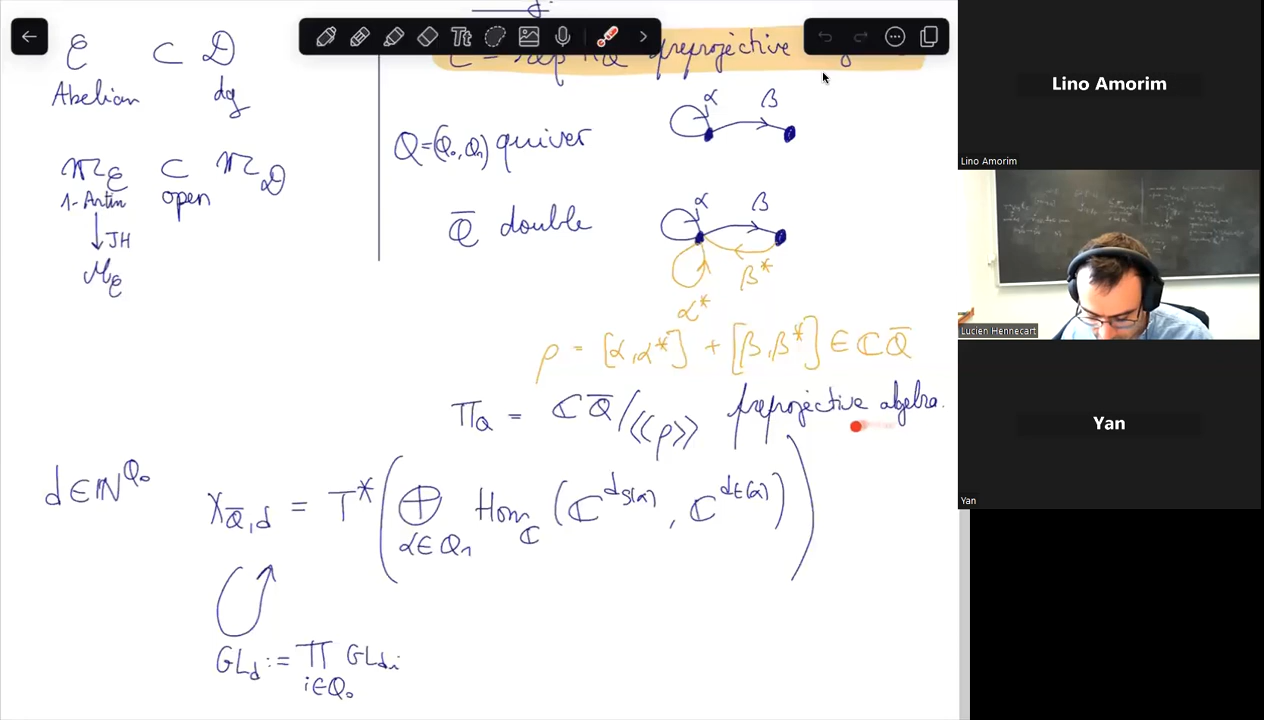 𝒞 ⊂ 𝒟
Abelian dg
𝔐_𝒞 ⊂ 𝔐_𝒟
1-Artin open
↓ JH
ℳ_𝒞
preprojective
α β
Q=(Q₀,Q₁) quiver
Q̄ double
α β
α* β*
ρ = [α,α*] + [β,β*] ∈ ℂQ̄
Π_Q = ℂQ̄/⟨⟨ρ⟩⟩ preprojective algebra.
d∈ℕ^{Q₀}
X_{Q̄,d} = T*(⊕_{α∈Q₁} Hom_ℂ(ℂ^{d_{s(α)}}, ℂ^{d_{t(α)}}))
GL_d := ∏_{i∈Q₀} GL_{d_i}
Tt
Lino Amorim
Lino Amorim
Lucien Hennecart
Yan
Yan